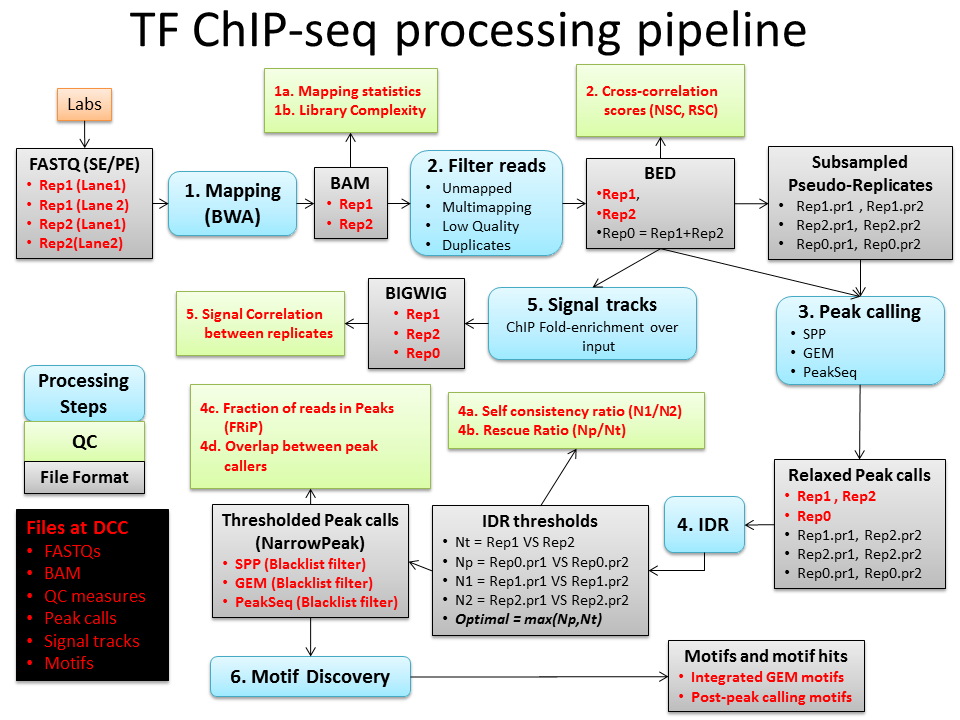 TF ChIP-seq processing pipeline
Labs
1a. Mapping statistics
1b. Library Complexity
2. Cross-correlation
scores (NSC, RSC)
FASTQ (SE/PE)
• Rep1 (Lane1)
• Rep1 (Lane 2)
• Rep2 (Lane1)
• Rep2(Lane2)
1. Mapping
(BWA)
BAM
• Rep1
• Rep2
2. Filter reads
• Unmapped
• Multimapping
• Low Quality
• Duplicates
BED
•Rep1,
•Rep2
•Rep0 = Rep1+Rep2
Subsampled
Pseudo-Replicates
• Rep1.pr1 , Rep1.pr2
• Rep2.pr1, Rep2.pr2
• Rep0.pr1, Rep0.pr2
5. Signal Correlation
between replicates
BIGWIG
• Rep1
• Rep2
• Rep0
5. Signal tracks
ChIP Fold-enrichment over
input
3. Peak calling
• SPP
• GEM
• PeakSeq
Processing
Steps
QC
File Format
4c. Fraction of reads in Peaks
(FRiP)
4d. Overlap between peak
callers
4a. Self consistency ratio (N1/N2)
4b. Rescue Ratio (Np/Nt)
Relaxed Peak calls
• Rep1 , Rep2
• Rep0
• Rep1.pr1, Rep2.pr2
• Rep2.pr1, Rep2.pr2
• Rep0.pr1, Rep0.pr2
4. IDR
IDR thresholds
• Nt = Rep1 VS Rep2
• Np = Rep0.pr1 VS Rep0.pr2
• N1 = Rep1.pr1 VS Rep1.pr2
• N2 = Rep2.pr1 VS Rep2.pr2
• Optimal = max(Np,Nt)
Thresholded Peak calls
(NarrowPeak)
• SPP (Blacklist filter)
• GEM (Blacklist filter)
• PeakSeq (Blacklist filter)
Files at DCC
• FASTQs
• BAM
• QC measures
• Peak calls
• Signal tracks
• Motifs
6. Motif Discovery
Motifs and motif hits
• Integrated GEM motifs
• Post-peak calling motifs